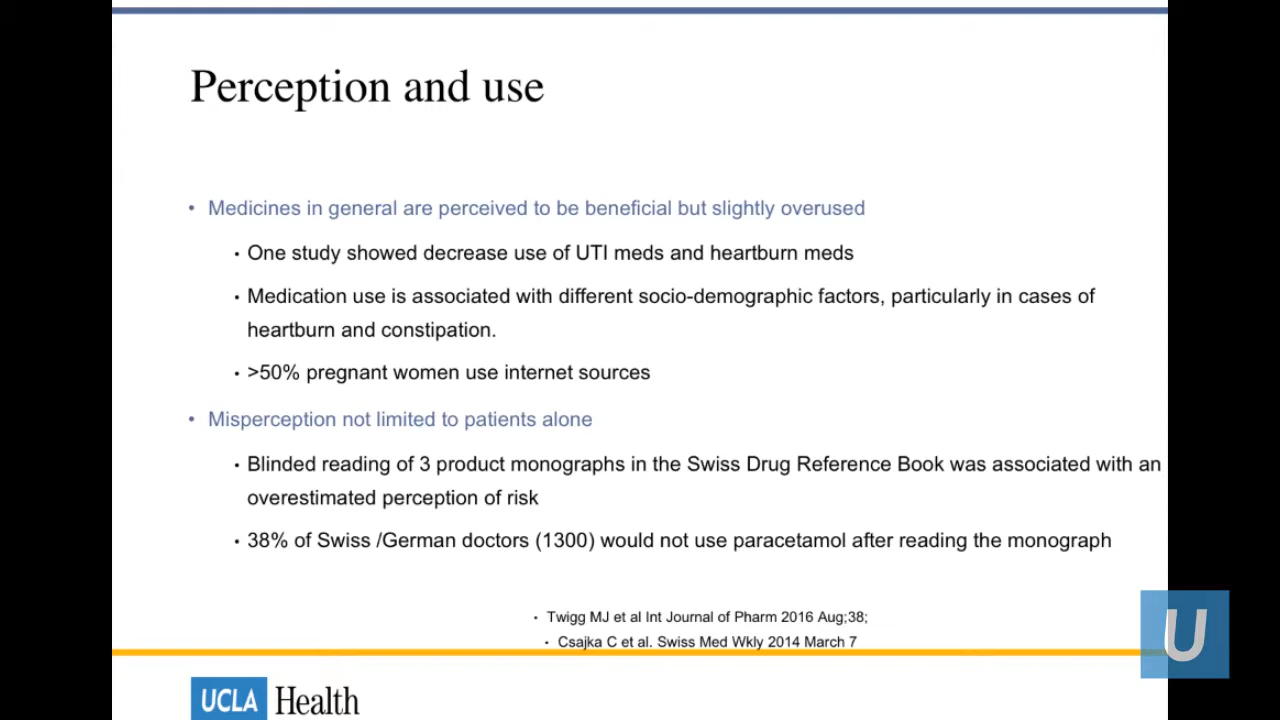 Perception and use
• Medicines in general are perceived to be beneficial but slightly overused
• One study showed decrease use of UTI meds and heartburn meds
• Medication use is associated with different socio-demographic factors, particularly in cases of
heartburn and constipation.
• >50% pregnant women use internet sources
• Misperception not limited to patients alone
• Blinded reading of 3 product monographs in the Swiss Drug Reference Book was associated with an
overestimated perception of risk
• 38% of Swiss /German doctors (1300) would not use paracetamol after reading the monograph
• Twigg MJ et al Int Journal of Pharm 2016 Aug;38;
• Csajka C et al. Swiss Med Wkly 2014 March 7
U
UCLA Health